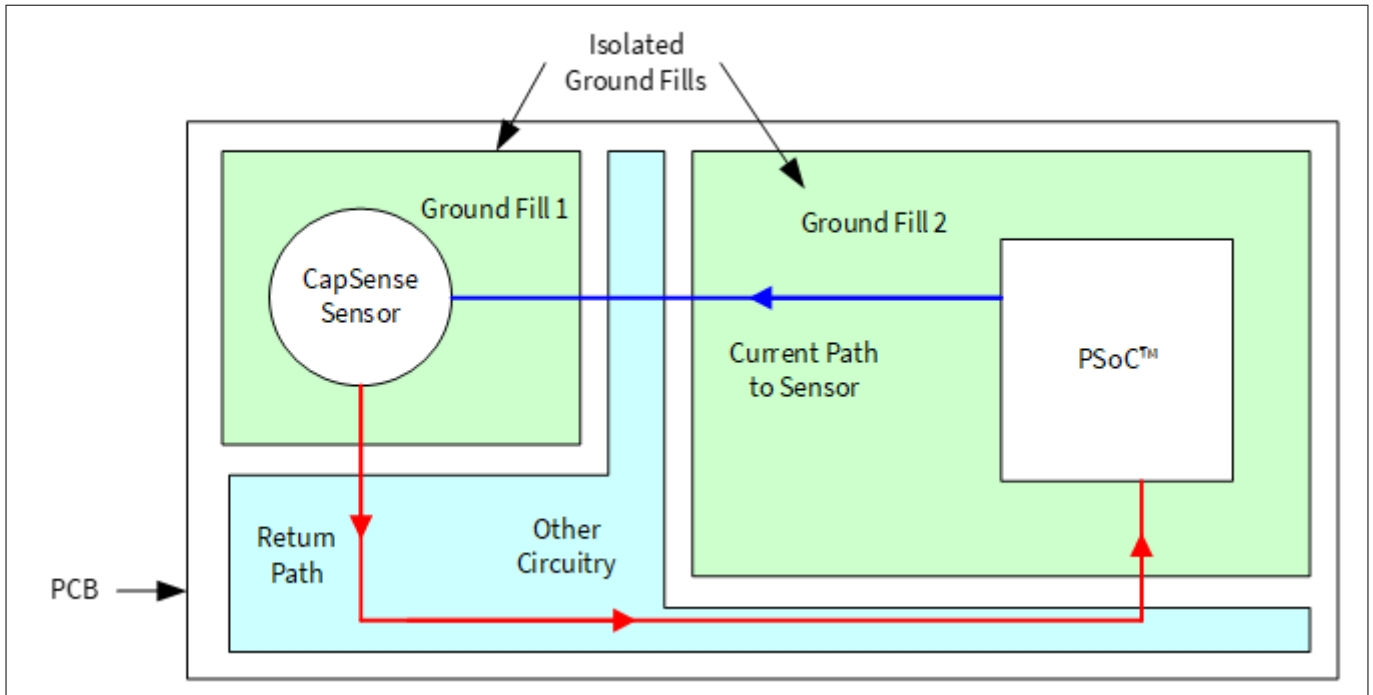 Isolated
Ground Fills
Ground Fill 1
Ground Fill 2
CapSense
Sensor
Current Path
to Sensor
PSoC™
Return
Path
Other
Circuitry
PCB